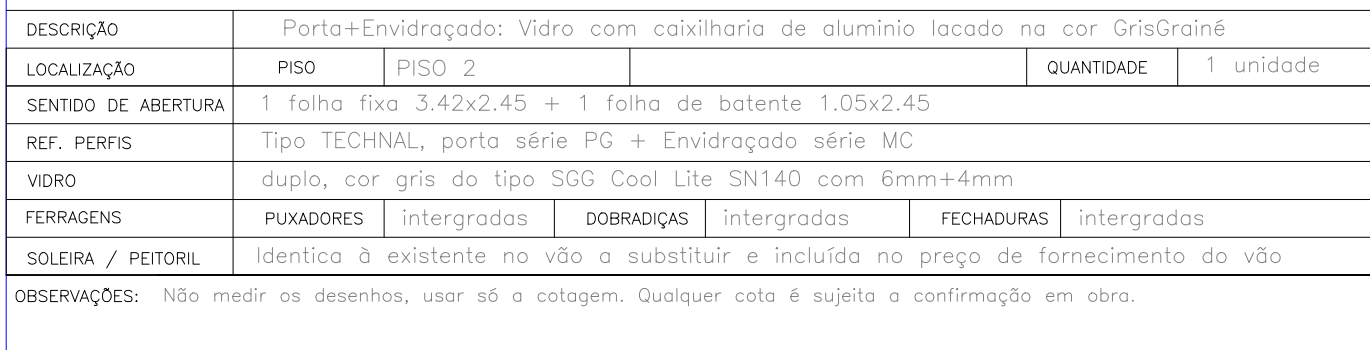 DESCRIÇÃO Porta+Envidraçado: Vidro com caixilharia de aluminio lacado na cor GrisGrainé
LOCALIZAÇÃO PISO PISO 2 QUANTIDADE 1 unidade
SENTIDO DE ABERTURA 1 folha fixa 3.42x2.45 + 1 folha de batente 1.05x2.45
REF. PERFIS Tipo TECHNAL, porta série PG + Envidraçado série MC
VIDRO duplo, cor gris do tipo SGG Cool Lite SN140 com 6mm+4mm
FERRAGENS PUXADORES intergradas DOBRADIÇAS intergradas FECHADURAS intergradas
SOLEIRA / PEITORIL Identica à existente no vão a substituir e incluída no preço de fornecimento do vão
OBSERVAÇÕES: Não medir os desenhos, usar só a cotagem. Qualquer cota é sujeita a confirmação em obra.